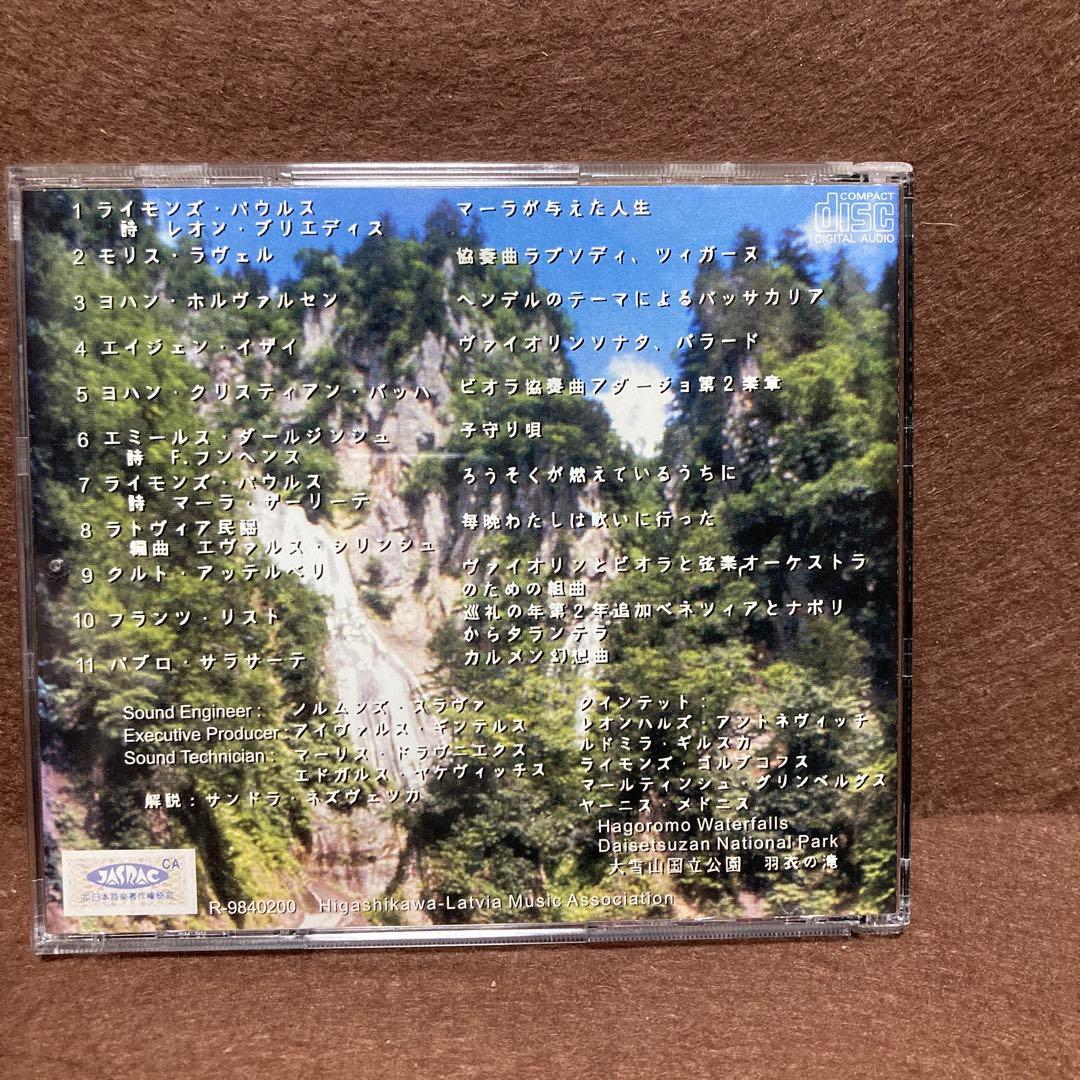 COMPACT
disc
DIGITAL AUDIO
1 ライモンズ・パウルス マーラが与えた人生
詩 レオン・ブリエディス
2 モリス・ラヴェル 協奏曲ラプソディ、ツィガーヌ
3 ヨハン・ホルヴァルセン ヘンデルのテーマによるパッサカリア
4 エイジェン・イザイ ヴァイオリンソナタ、バラード
5 ヨハン・クリスティアン・バッハ ビオラ協奏曲アダージョ第2楽章
6 エミールス・ダールジンシュ 子守り唄
詩 F.フンヘンス
7 ライモンズ・パウルス ろうそくが燃えているうちに
詩 マーラ・ザーリーテ
8 ラトヴィア民謡 毎晩わたしは歌いに行った
編曲 エヴァルス・シリンシュ
9 クルト・アッテルベリ ヴァイオリンとビオラと弦楽オーケストラ
のための組曲
10 フランツ・リスト 巡礼の年第2年追加ベネツィアとナポリ
からタランテラ
11 パブロ・サラサーテ カルメン幻想曲
Sound Engineer : ノルムンズ・スラヴァ
Executive Producer : アイヴァルス・ギンテルス
Sound Technician : マーリス・ドラヴニエクス
エドガルス・ヤケヴィッチス
解説：サンドラ・ネズヴェツカ
クインテット：
レオンハルズ・アントネヴィッチ
ルドミラ・ギルスカ
ライモンズ・ゴルブコフス
マールティンシュ・グリンベルグス
ヤーニス・メドニス
Hagoromo Waterfalls
Daisetsuzan National Park
大雪山国立公園 羽衣の滝
CA
JASRAC
日本音楽著作権協会
R-9840200 Higashikawa-Latvia Music Association